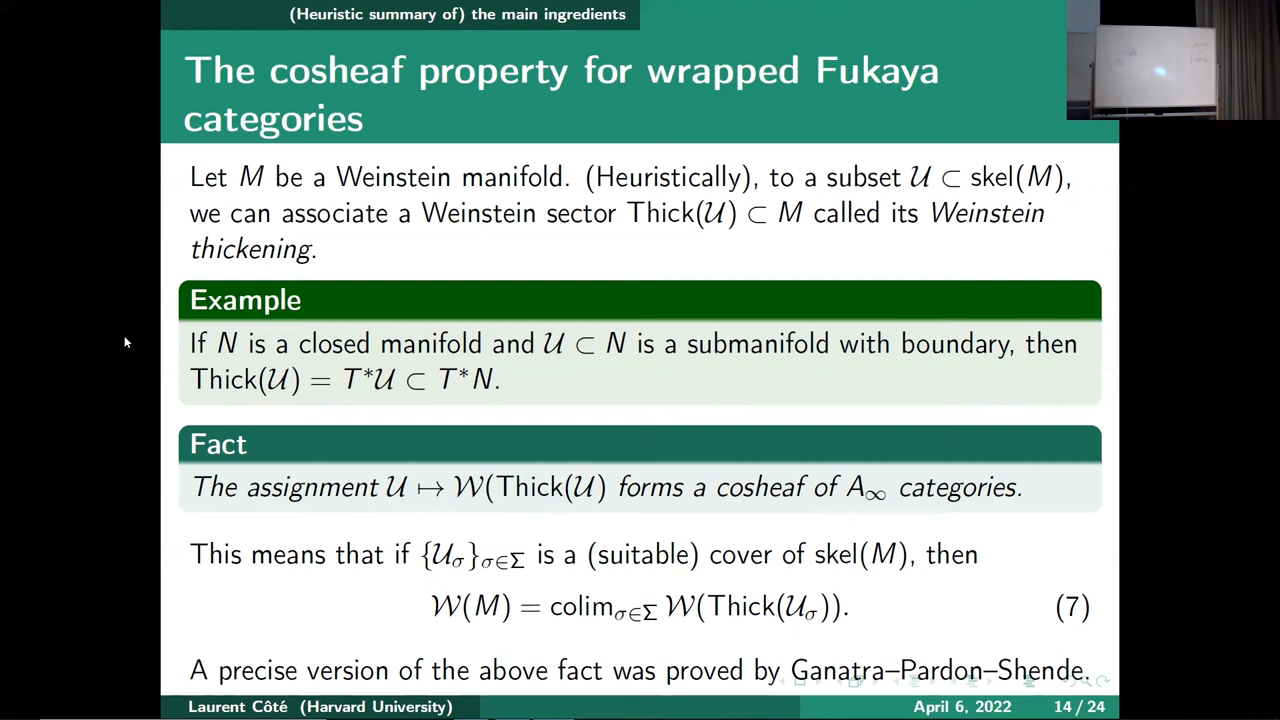 (Heuristic summary of) the main ingredients
The cosheaf property for wrapped Fukaya
categories
Let M be a Weinstein manifold. (Heuristically), to a subset 𝒰 ⊂ skel(M),
we can associate a Weinstein sector Thick(𝒰) ⊂ M called its Weinstein
thickening.
Example
If N is a closed manifold and 𝒰 ⊂ N is a submanifold with boundary, then
Thick(𝒰) = T*𝒰 ⊂ T*N.
Fact
The assignment 𝒰 ↦ 𝒲(Thick(𝒰) forms a cosheaf of A∞ categories.
This means that if {𝒰σ}σ∈Σ is a (suitable) cover of skel(M), then
𝒲(M) = colimσ∈Σ 𝒲(Thick(𝒰σ)). (7)
A precise version of the above fact was proved by Ganatra–Pardon–Shende.
Laurent Côté (Harvard University) April 6, 2022 14 / 24